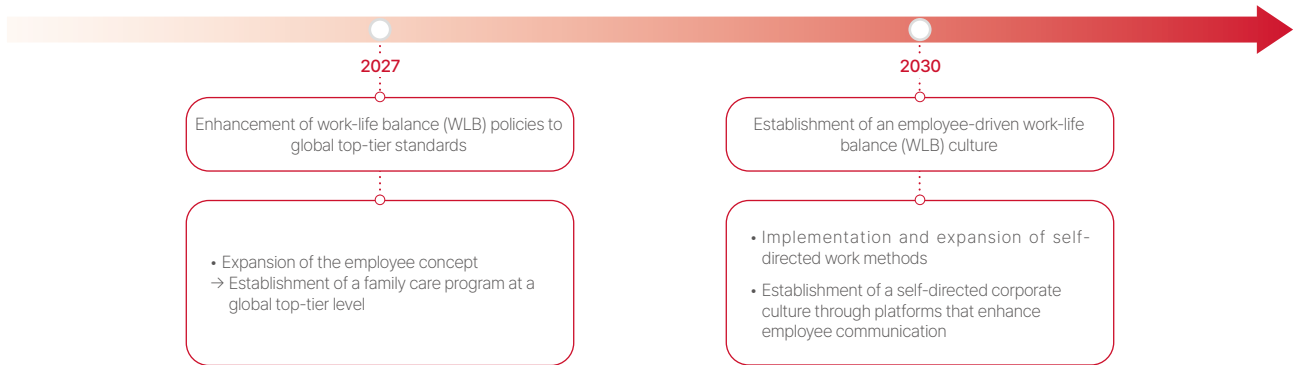 2027
Enhancement of work-life balance (WLB) policies to
global top-tier standards
• Expansion of the employee concept
→ Establishment of a family care program at a
global top-tier level
2030
Establishment of an employee-driven work-life
balance (WLB) culture
• Implementation and expansion of self-
directed work methods
• Establishment of a self-directed corporate
culture through platforms that enhance
employee communication